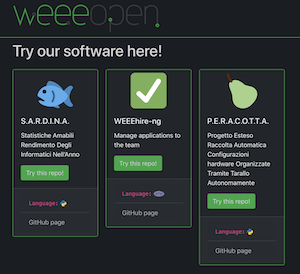 weeeopen
Try our software here!
S.A.R.D.I.N.A.
Statistiche Amabili
Rendimento Degli
Informatici Nell'Anno
Try this repo!
Language:
GitHub page
WEEEhire-ng
Manage applications to
the team
Try this repo!
Language:
GitHub page
P.E.R.A.C.O.T.T.A.
Progetto Esteso
Raccolta Automatica
Configurazioni
hardware Organizzate
Tramite Tarallo
Autonomamente
Try this repo!
Language:
GitHub page